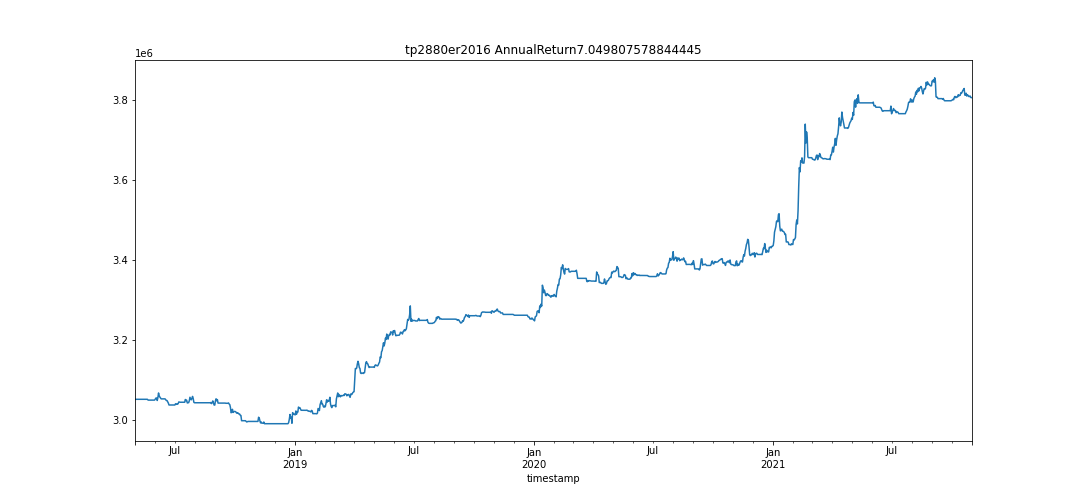 tp2880er2016 AnnualReturn7.049807578844445
1e6
3.8
3.6
3.4
3.2
3.0
Jul Jan Jul Jan Jul Jan Jul
2019 2020 2021
timestamp